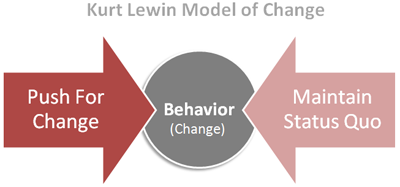 Kurt Lewin Model of Change
Push For
Change
Behavior
(Change)
Maintain
Status Quo